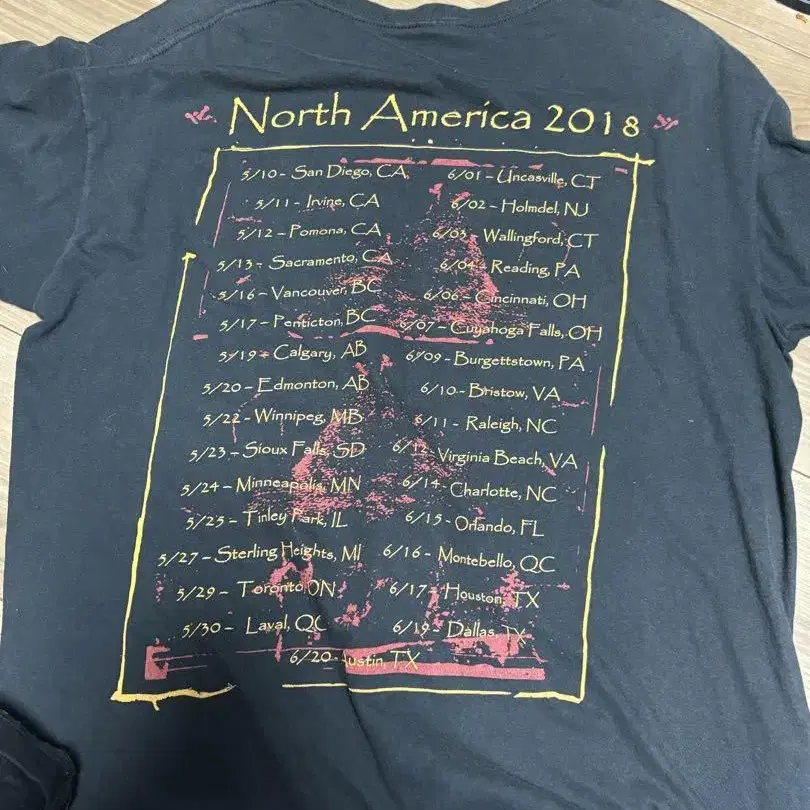 North America 2018
5/10 - San Diego, CA
5/11 - Irvine, CA
5/12 - Pomona, CA
5/13 - Sacramento, CA
5/16 - Vancouver, BC
5/17 - Penticton, BC
5/19 - Calgary, AB
5/20 - Edmonton, AB
5/22 - Winnipeg, MB
5/23 - Sioux Falls, SD
5/24 - Minneapolis, MN
5/25 - Tinley Park, IL
5/27 - Sterling Heights, MI
5/29 - Toronto, ON
5/30 - Laval, QC
6/01 - Uncasville, CT
6/02 - Holmdel, NJ
6/03 - Wallingford, CT
6/04 - Reading, PA
6/06 - Cincinnati, OH
6/07 - Cuyahoga Falls, OH
6/09 - Burgettstown, PA
6/10 - Bristow, VA
6/11 - Raleigh, NC
6/12 - Virginia Beach, VA
6/14 - Charlotte, NC
6/15 - Orlando, FL
6/16 - Montebello, QC
6/17 - Houston, TX
6/19 - Dallas, TX
6/20 - Austin, TX